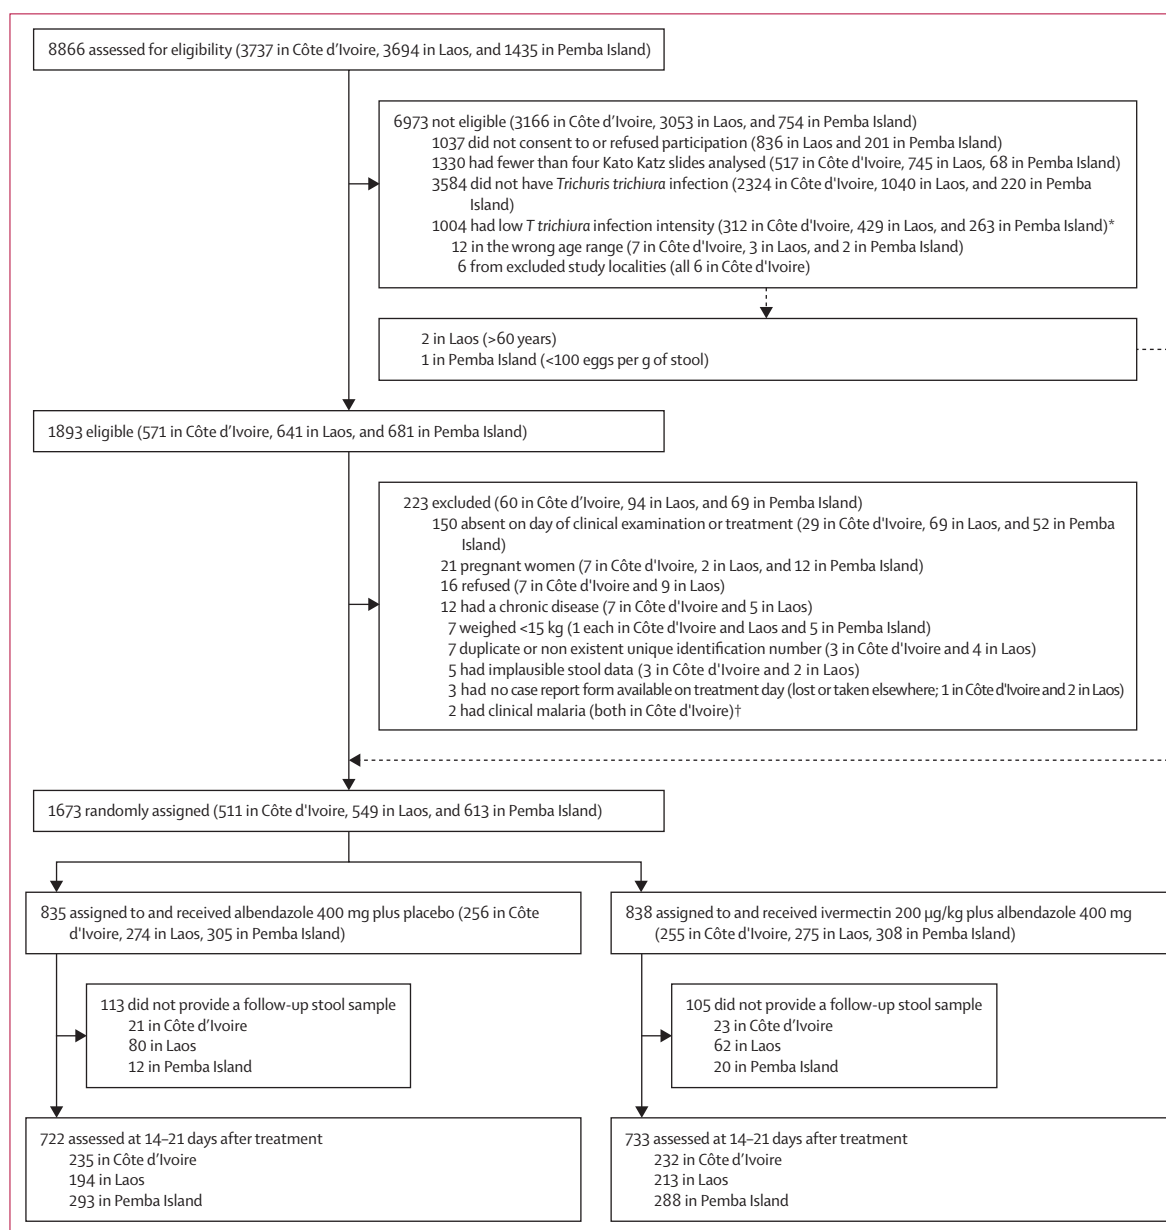 8866 assessed for eligibility (3737 in Côte d'Ivoire, 3694 in Laos, and 1435 in Pemba Island)
6973 not eligible (3166 in Côte d'Ivoire, 3053 in Laos, and 754 in Pemba Island)
1037 did not consent to or refused participation (836 in Laos and 201 in Pemba Island)
1330 had fewer than four Kato Katz slides analysed (517 in Côte d'Ivoire, 745 in Laos, 68 in Pemba Island)
3584 did not have Trichuris trichiura infection (2324 in Côte d'Ivoire, 1040 in Laos, and 220 in Pemba
Island)
1004 had low T trichiura infection intensity (312 in Côte d'Ivoire, 429 in Laos, and 263 in Pemba Island)*
12 in the wrong age range (7 in Côte d'Ivoire, 3 in Laos, and 2 in Pemba Island)
6 from excluded study localities (all 6 in Côte d'Ivoire)
2 in Laos (>60 years)
1 in Pemba Island (<100 eggs per g of stool)
1893 eligible (571 in Côte d'Ivoire, 641 in Laos, and 681 in Pemba Island)
223 excluded (60 in Côte d'Ivoire, 94 in Laos, and 69 in Pemba Island)
150 absent on day of clinical examination or treatment (29 in Côte d'Ivoire, 69 in Laos, and 52 in Pemba
Island)
21 pregnant women (7 in Côte d'Ivoire, 2 in Laos, and 12 in Pemba Island)
16 refused (7 in Côte d'Ivoire and 9 in Laos)
12 had a chronic disease (7 in Côte d'Ivoire and 5 in Laos)
7 weighed <15 kg (1 each in Côte d'Ivoire and Laos and 5 in Pemba Island)
7 duplicate or non existent unique identification number (3 in Côte d'Ivoire and 4 in Laos)
5 had implausible stool data (3 in Côte d'Ivoire and 2 in Laos)
3 had no case report form available on treatment day (lost or taken elsewhere; 1 in Côte d'Ivoire and 2 in Laos)
2 had clinical malaria (both in Côte d'Ivoire)†
1673 randomly assigned (511 in Côte d'Ivoire, 549 in Laos, and 613 in Pemba Island)
835 assigned to and received albendazole 400 mg plus placebo (256 in Côte
d'Ivoire, 274 in Laos, 305 in Pemba Island)
838 assigned to and received ivermectin 200 µg/kg plus albendazole 400 mg
(255 in Côte d'Ivoire, 275 in Laos, 308 in Pemba Island)
113 did not provide a follow-up stool sample
21 in Côte d'Ivoire
80 in Laos
12 in Pemba Island
105 did not provide a follow-up stool sample
23 in Côte d'Ivoire
62 in Laos
20 in Pemba Island
722 assessed at 14–21 days after treatment
235 in Côte d'Ivoire
194 in Laos
293 in Pemba Island
733 assessed at 14–21 days after treatment
232 in Côte d'Ivoire
213 in Laos
288 in Pemba Island